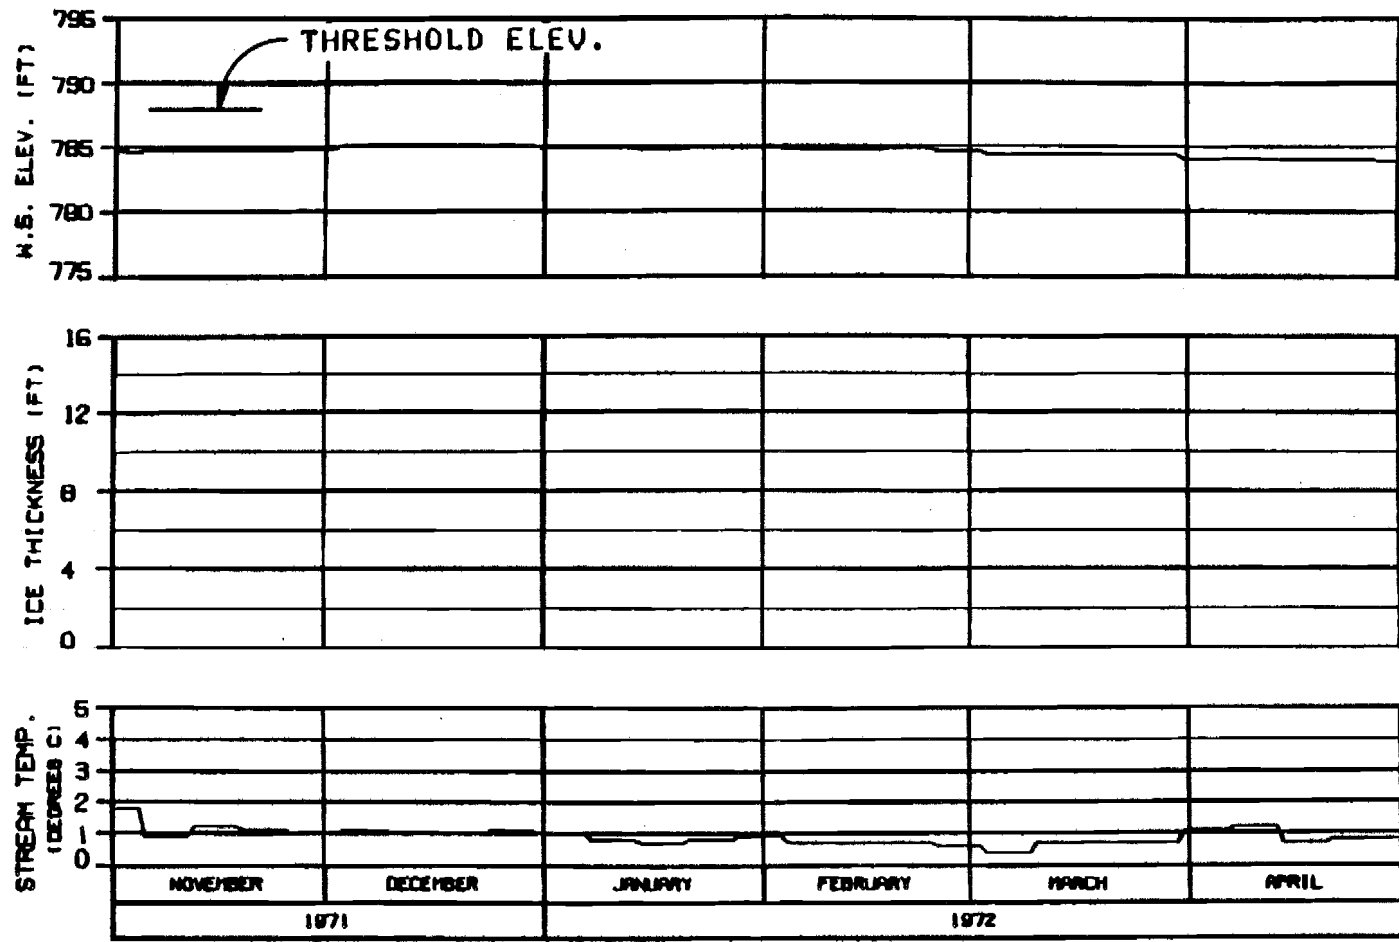 W.S. ELEV. (FT)
795
790
785
780
775
THRESHOLD ELEV.
ICE THICKNESS (FT)
16
12
8
4
0
STREAM TEMP.
(DEGREES C)
5
4
3
2
1
0
NOVEMBER DECEMBER JANUARY FEBRUARY MARCH APRIL
1971 1972